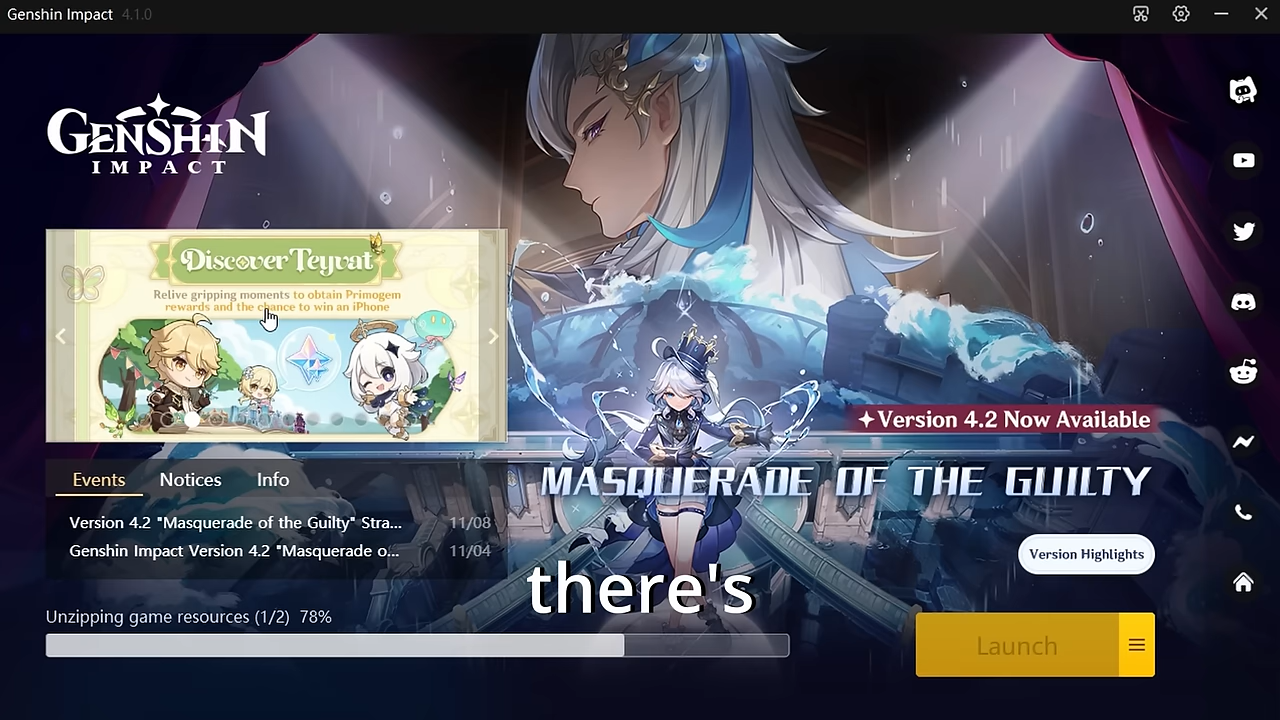 Genshin Impact 4.1.0
GENSHIN
IMPACT
Discover Teyvat
Relive gripping moments to obtain Primogem
rewards and the chance to win an iPhone
Version 4.2 Now Available
MASQUERADE OF THE GUILTY
Events Notices Info
Version 4.2 "Masquerade of the Guilty" Stra... 11/08
Genshin Impact Version 4.2 "Masquerade o... 11/04
Version Highlights
there's
Unzipping game resources (1/2) 78%
Launch